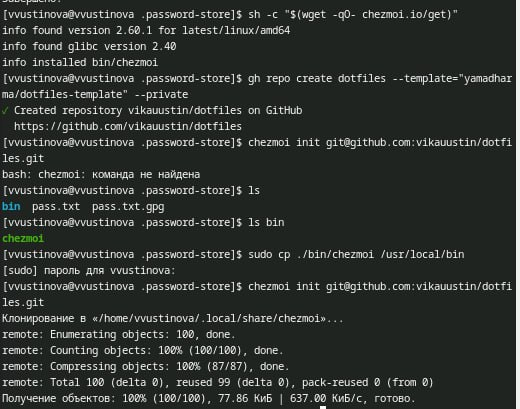 завершено.
[vvustinova@vvustinova .password-store]$ sh -c "$(wget -qO- chezmoi.io/get)"
info found version 2.60.1 for latest/linux/amd64
info found glibc version 2.40
info installed bin/chezmoi
[vvustinova@vvustinova .password-store]$ gh repo create dotfiles --template="yamadhar
ma/dotfiles-template" --private
✓ Created repository vikauustin/dotfiles on GitHub
https://github.com/vikauustin/dotfiles
[vvustinova@vvustinova .password-store]$ chezmoi init git@github.com:vikauustin/dotfi
les.git
bash: chezmoi: команда не найдена
[vvustinova@vvustinova .password-store]$ ls
bin pass.txt pass.txt.gpg
[vvustinova@vvustinova .password-store]$ ls bin
chezmoi
[vvustinova@vvustinova .password-store]$ sudo cp ./bin/chezmoi /usr/local/bin
[sudo] пароль для vvustinova:
[vvustinova@vvustinova .password-store]$ chezmoi init git@github.com:vikauustin/dotfi
les.git
Клонирование в «/home/vvustinova/.local/share/chezmoi»...
remote: Enumerating objects: 100, done.
remote: Counting objects: 100% (100/100), done.
remote: Compressing objects: 100% (87/87), done.
remote: Total 100 (delta 0), reused 99 (delta 0), pack-reused 0 (from 0)
Получение объектов: 100% (100/100), 77.86 КиБ | 637.00 КиБ/с, готово.